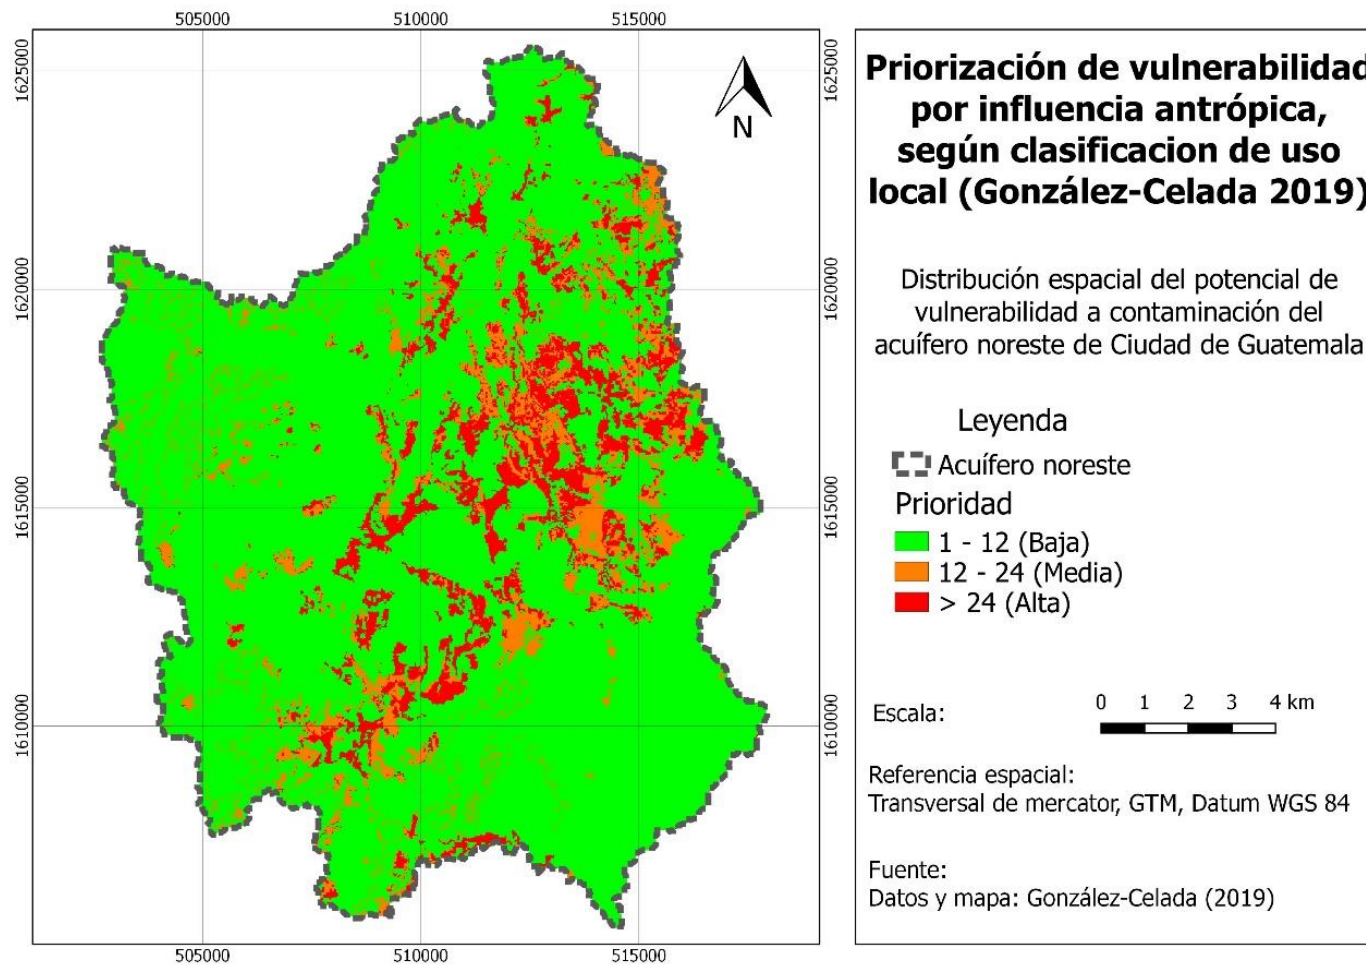 505000
510000
515000
1625000
1620000
1615000
1610000
1625000
1620000
1615000
1610000
505000
510000
515000
N
Priorización de vulnerabilidad
por influencia antrópica,
según clasificacion de uso
local (González-Celada 2019)
Distribución espacial del potencial de
vulnerabilidad a contaminación del
acuífero noreste de Ciudad de Guatemala
Leyenda
Acuífero noreste
Prioridad
1 - 12 (Baja)
12 - 24 (Media)
> 24 (Alta)
Escala:
0 1 2 3 4 km
Referencia espacial:
Transversal de mercator, GTM, Datum WGS 84
Fuente:
Datos y mapa: González-Celada (2019)